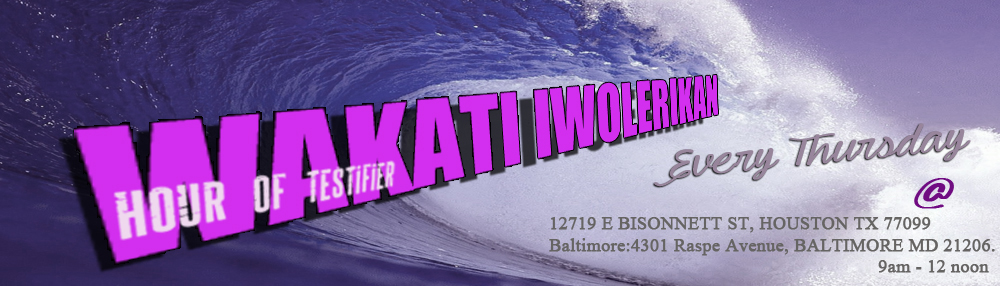 WAKATI IWOLERIKAN
HOUR OF TESTIFIER
Every Thursday
@
12719 E BISONNETT ST, HOUSTON TX 77099
Baltimore:4301 Raspe Avenue, BALTIMORE MD 21206.
9am - 12 noon